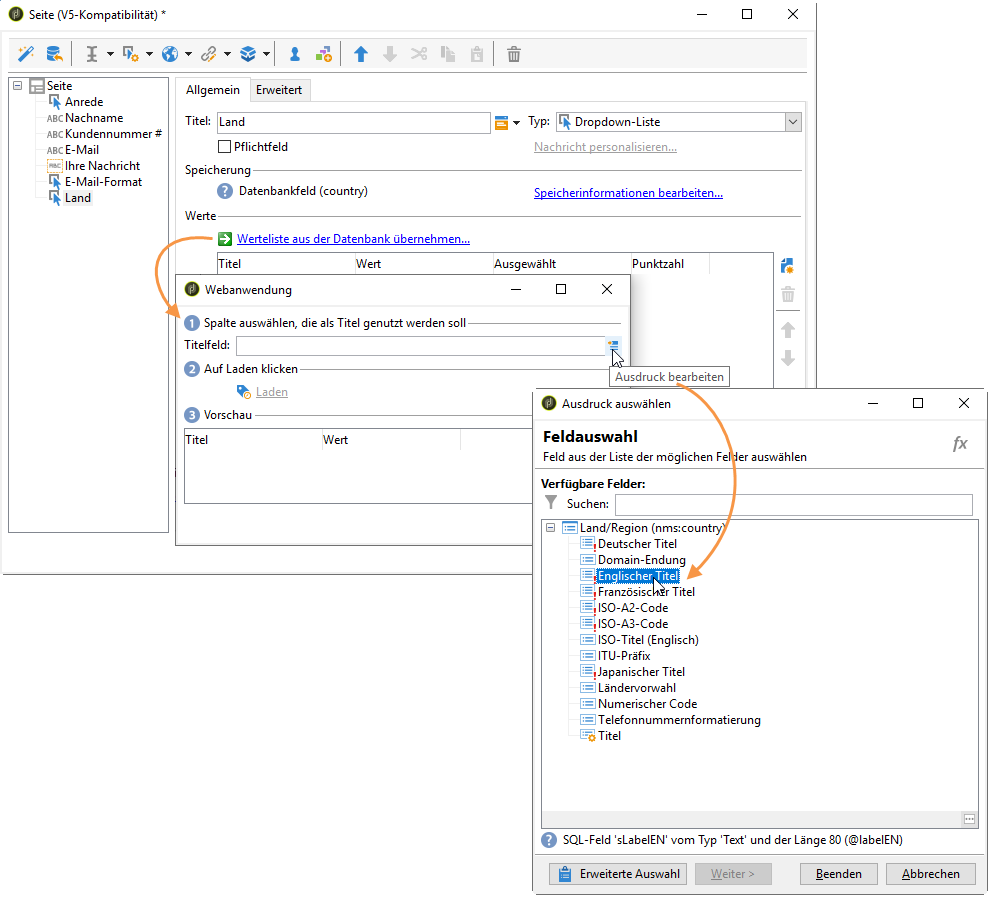 Seite (V5-Kompatibilität) *
Seite
Anrede
ABC Nachname
ABC Kundennummer #
ABC E-Mail
Ihre Nachricht
E-Mail-Format
Land
Allgemein Erweitert
Titel: Land Typ: Dropdown-Liste
Pflichtfeld Nachricht personalisieren...
Speicherung
? Datenbankfeld (country) Speicherinformationen bearbeiten...
Werte
Werteliste aus der Datenbank übernehmen...
Titel Wert Ausgewählt Punktzahl
Webanwendung
1 Spalte auswählen, die als Titel genutzt werden soll
Titelfeld:
Ausdruck bearbeiten
2 Auf Laden klicken
Laden
3 Vorschau
Titel Wert
Ausdruck auswählen
Feldauswahl
Feld aus der Liste der möglichen Felder auswählen
fx
Verfügbare Felder:
Suchen:
Land/Region (nms:country)
Deutscher Titel
Domain-Endung
Englischer Titel
Französischer Titel
ISO-A2-Code
ISO-A3-Code
ISO-Titel (Englisch)
ITU-Präfix
Japanischer Titel
Ländervorwahl
Numerischer Code
Telefonnummernformatierung
Titel
? SQL-Feld 'sLabelEN' vom Typ 'Text' und der Länge 80 (@labelEN)
Erweiterte Auswahl Weiter > Beenden Abbrechen